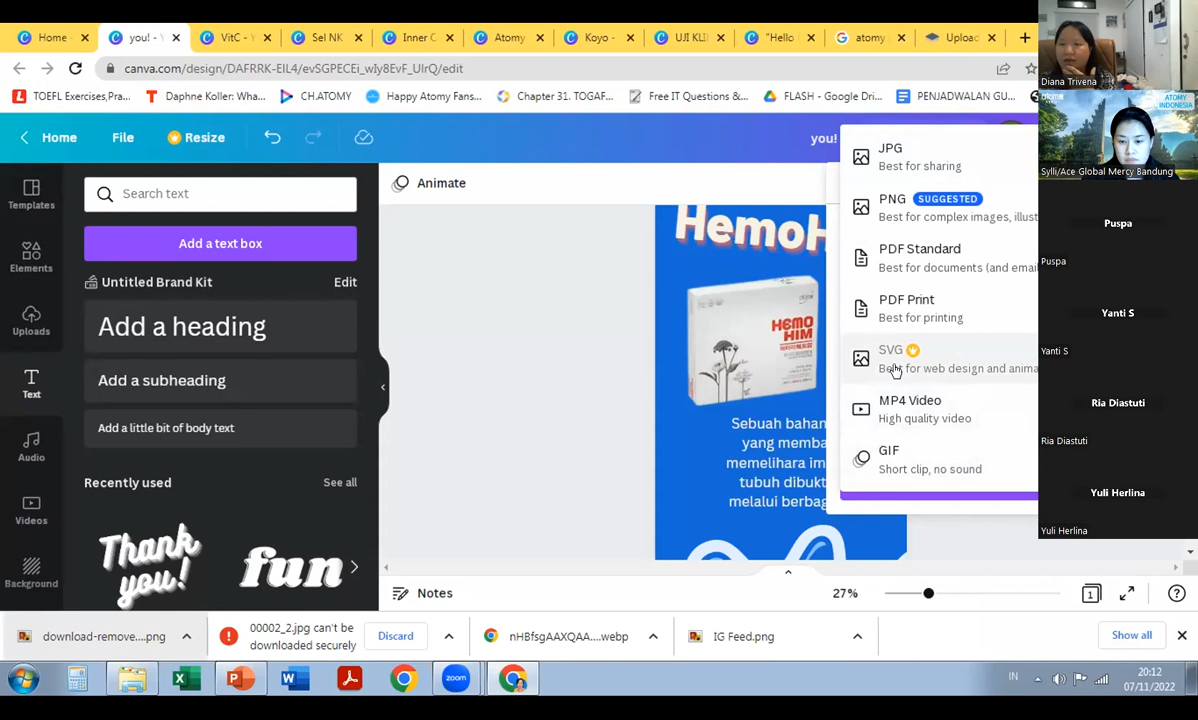 Home -
you! - Y
VitC - Y
Sel NK
Inner C
Atomy
Koyo -
UJI KLI
"Hello
atomy
Uploac
canva.com/design/DAFRRK-EIL4/evSGPECEi_wIy8EvF_UlrQ/edit
TOEFL Exercises,Pra...
Daphne Koller: Wha...
CH.ATOMY
Happy Atomy Fans...
Chapter 31. TOGAF...
Free IT Questions &...
FLASH - Google Driv...
PENJADWALAN GU...
Home
File
Resize
you!
Templates
Elements
Uploads
Text
Audio
Videos
Background
Search text
Add a text box
Untitled Brand Kit
Edit
Add a heading
Add a subheading
Add a little bit of body text
Recently used
See all
Thank you!
fun
Animate
HemoH
HEMO
HIM
Sebuah bahan
yang memba
memelihara im
tubuh dibukt
melalui berbag
JPG
Best for sharing
PNG SUGGESTED
Best for complex images, illust
PDF Standard
Best for documents (and emai
PDF Print
Best for printing
SVG
Best for web design and anima
MP4 Video
High quality video
GIF
Short clip, no sound
Notes
27%
1
Diana Trivena
ATOMY
INDONESIA
Sylli/Ace Global Mercy Bandung
Puspa
Puspa
Yanti S
Yanti S
Ria Diastuti
Ria Diastuti
Yuli Herlina
Yuli Herlina
download-remove....png
00002_2.jpg can't be
downloaded securely
Discard
nHBfsgAAXQAA....webp
IG Feed.png
Show all
zoom
IN
20:12
07/11/2022